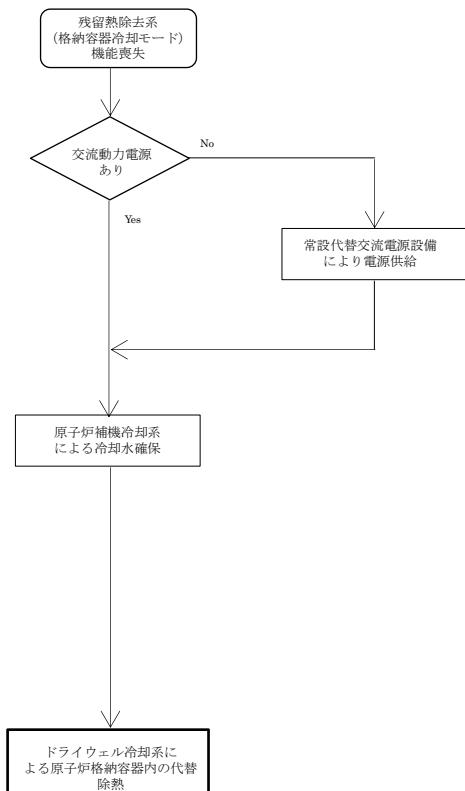 残留熱除去系
（格納容器冷却モード）
機能喪失
交流動力電源
あり
No
Yes
常設代替交流電源設備
により電源供給
原子炉補機冷却系
による冷却水確保
ドライウェル冷却系に
よる原子炉格納容器内の代替
除熱